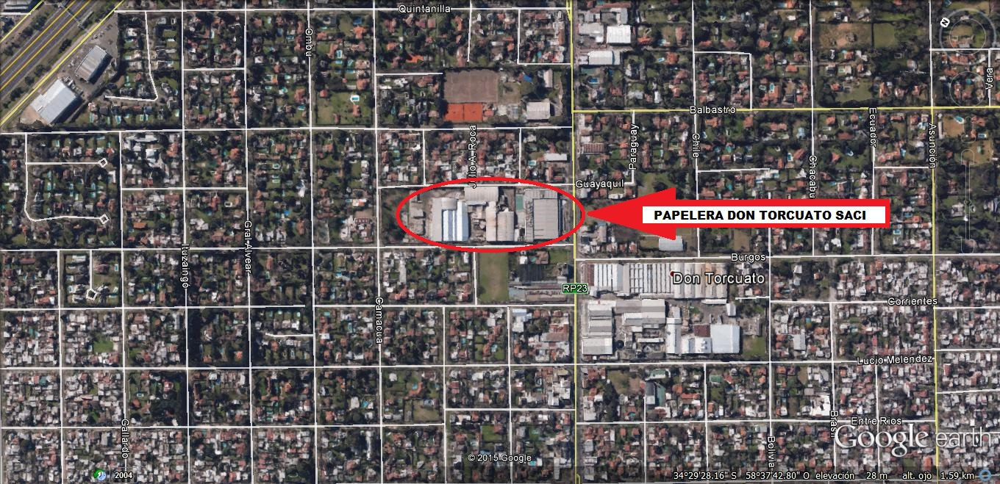 Quintanilla
Ombu
N
Vera
Balbastro
Ecuador
Julio A. Roca
Paraguay
Chile
Asunción
Chacabu
Guayaquil
PAPELERA DON TORCUATO SACI
Gral Alvear
Ituzaingó
Burgos
Don Torcuato
RP23
Camacua
Corrientes
Lucio Melendez
Gallardo
Brasil
Entre Rios
Bolivia
Google earth
© 2015 Google
2004
34°29'28.16" S 58°37'42.80" O elevación 28 m alt. ojo 1.59 km